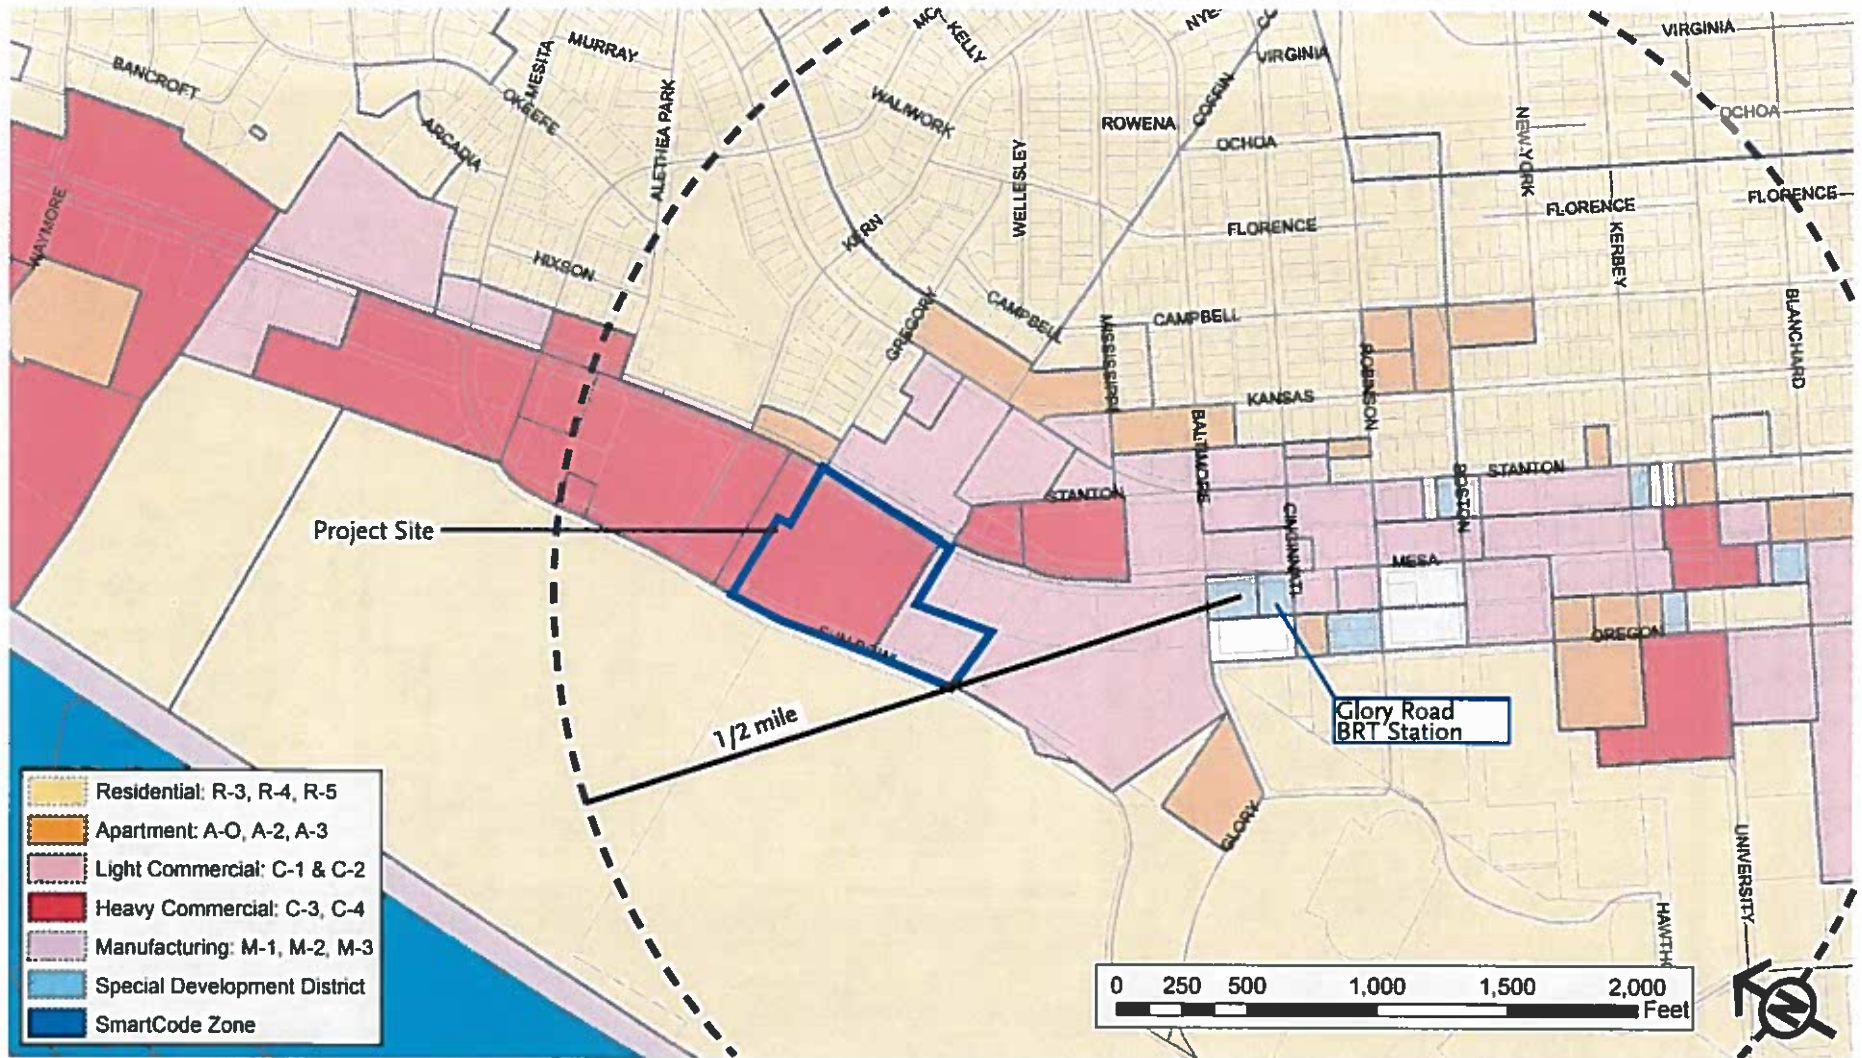 VIRGINIA
NYE
MURRAY
MESITA
KELLY
VIRGINIA
BANCROFT
OKEEFE
ALETHEA PARK
WALIWORK
COFFIN
ROWENA
NEW YORK
OCHOA
ARCADIA
WELLESLEY
OCHOA
WAYMORE
KERN
FLORENCE
FLORENCE
FLORENCE
KERBEY
HIXSON
GREGORY
CAMPBELL
MISSISSIPPI
CAMPBELL
ROBINSON
BLANCHARD
KANSAS
BALTIMORE
STANTON
STANTON
BOSTON
Project Site
CINCINNATI
MESA
OREGON
1/2 mile
Glory Road
BRT Station
GLORY
UNIVERSITY
HAWTHO
Residential: R-3, R-4, R-5
Apartment: A-O, A-2, A-3
Light Commercial: C-1 & C-2
Heavy Commercial: C-3, C-4
Manufacturing: M-1, M-2, M-3
Special Development District
SmartCode Zone
0 250 500 1,000 1,500 2,000
Feet
N